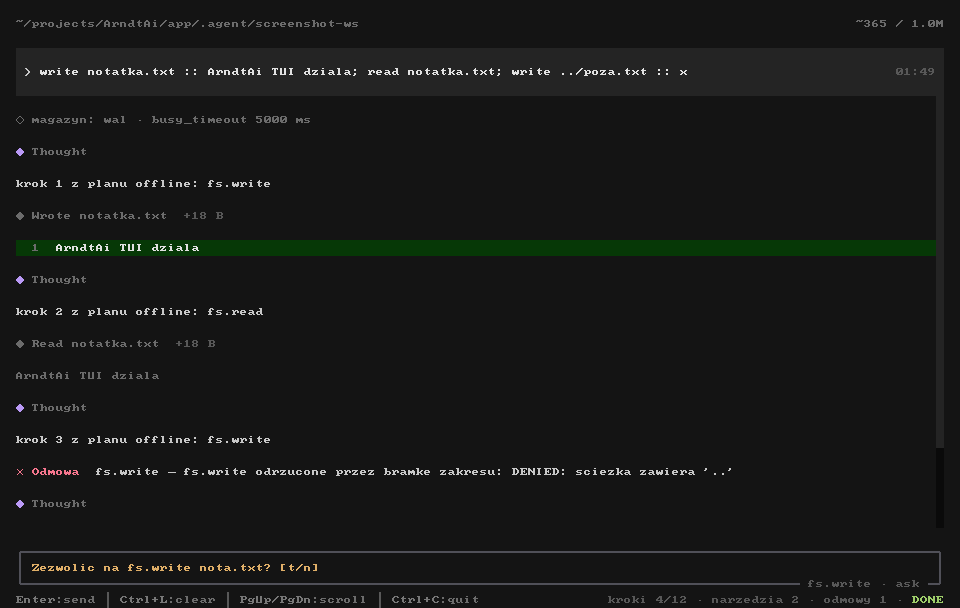 ~/projects/ArndtAi/app/.agent/screenshot-ws ~365 / 1.0M
❯ write notatka.txt :: ArndtAi TUI dziala; read notatka.txt; write ../poza.txt :: x 01:49
◇ magazyn: wal · busy_timeout 5000 ms
◆ Thought
krok 1 z planu offline: fs.write
◆ Wrote notatka.txt +18 B
1 ArndtAi TUI dziala
◆ Thought
krok 2 z planu offline: fs.read
◆ Read notatka.txt +18 B
ArndtAi TUI dziala
◆ Thought
krok 3 z planu offline: fs.write
✕ Odmowa fs.write — fs.write odrzucone przez bramke zakresu: DENIED: sciezka zawiera '..'
◆ Thought
Zezwolic na fs.write nota.txt? [t/n]
fs.write · ask
Enter:send │ Ctrl+L:clear │ PgUp/PgDn:scroll │ Ctrl+C:quit kroki 4/12 · narzedzia 2 · odmowy 1 · DONE